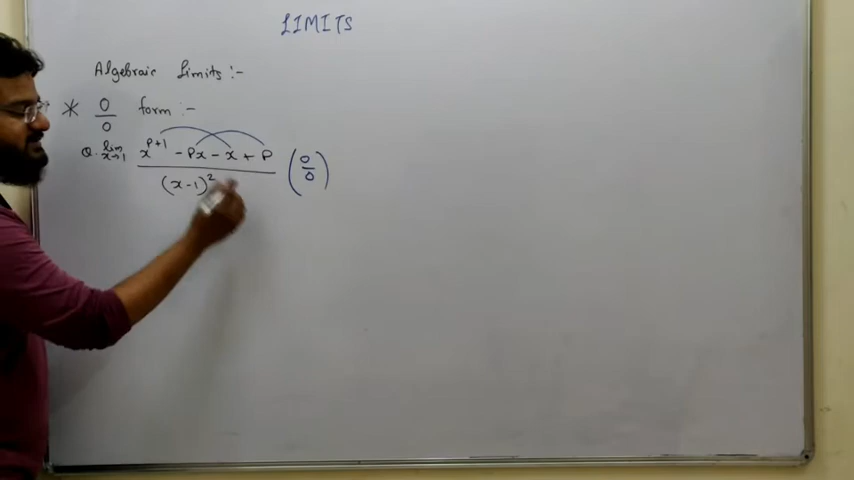 LIMITS
Algebraic Limits :-
* 0/0 form :-
Q. lim x→1 (x^(P+1) - Px - x + P) / (x-1)^2 (0/0)